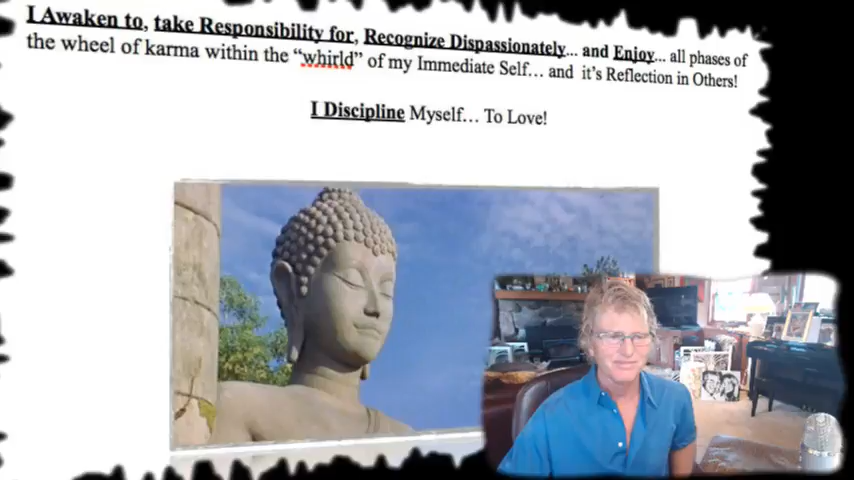 I Awaken to, take Responsibility for, Recognize Dispassionately... and Enjoy... all phases of
the wheel of karma within the “whirld” of my Immediate Self... and it’s Reflection in Others!
I Discipline Myself... To Love!